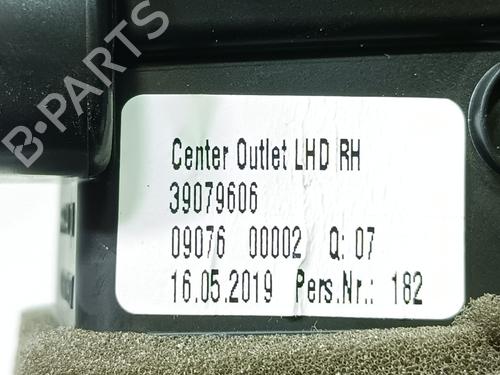 B-PARTS
Center Outlet LHD RH
39079606
09076 00002 Q: 07
16.05.2019 Pers.Nr.: 182